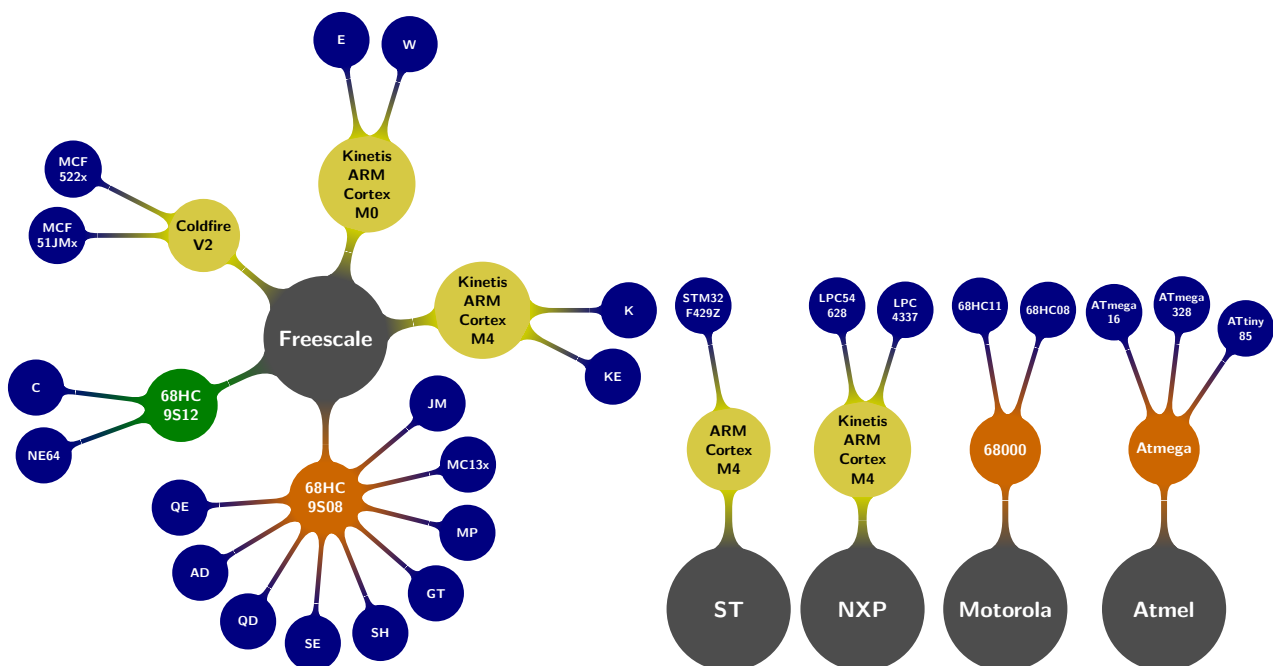 E
W
Kinetis
ARM
Cortex
M0
MCF
522x
MCF
51JMx
Coldfire
V2
Kinetis
ARM
Cortex
M4
K
KE
Freescale
C
NE64
68HC
9S12
68HC
9S08
JM
MC13x
MP
GT
SH
SE
QD
AD
QE
STM32
F429Z
ARM
Cortex
M4
ST
LPC54
628
LPC
4337
Kinetis
ARM
Cortex
M4
NXP
68HC11
68HC08
68000
Motorola
ATmega
16
ATmega
328
ATtiny
85
Atmega
Atmel